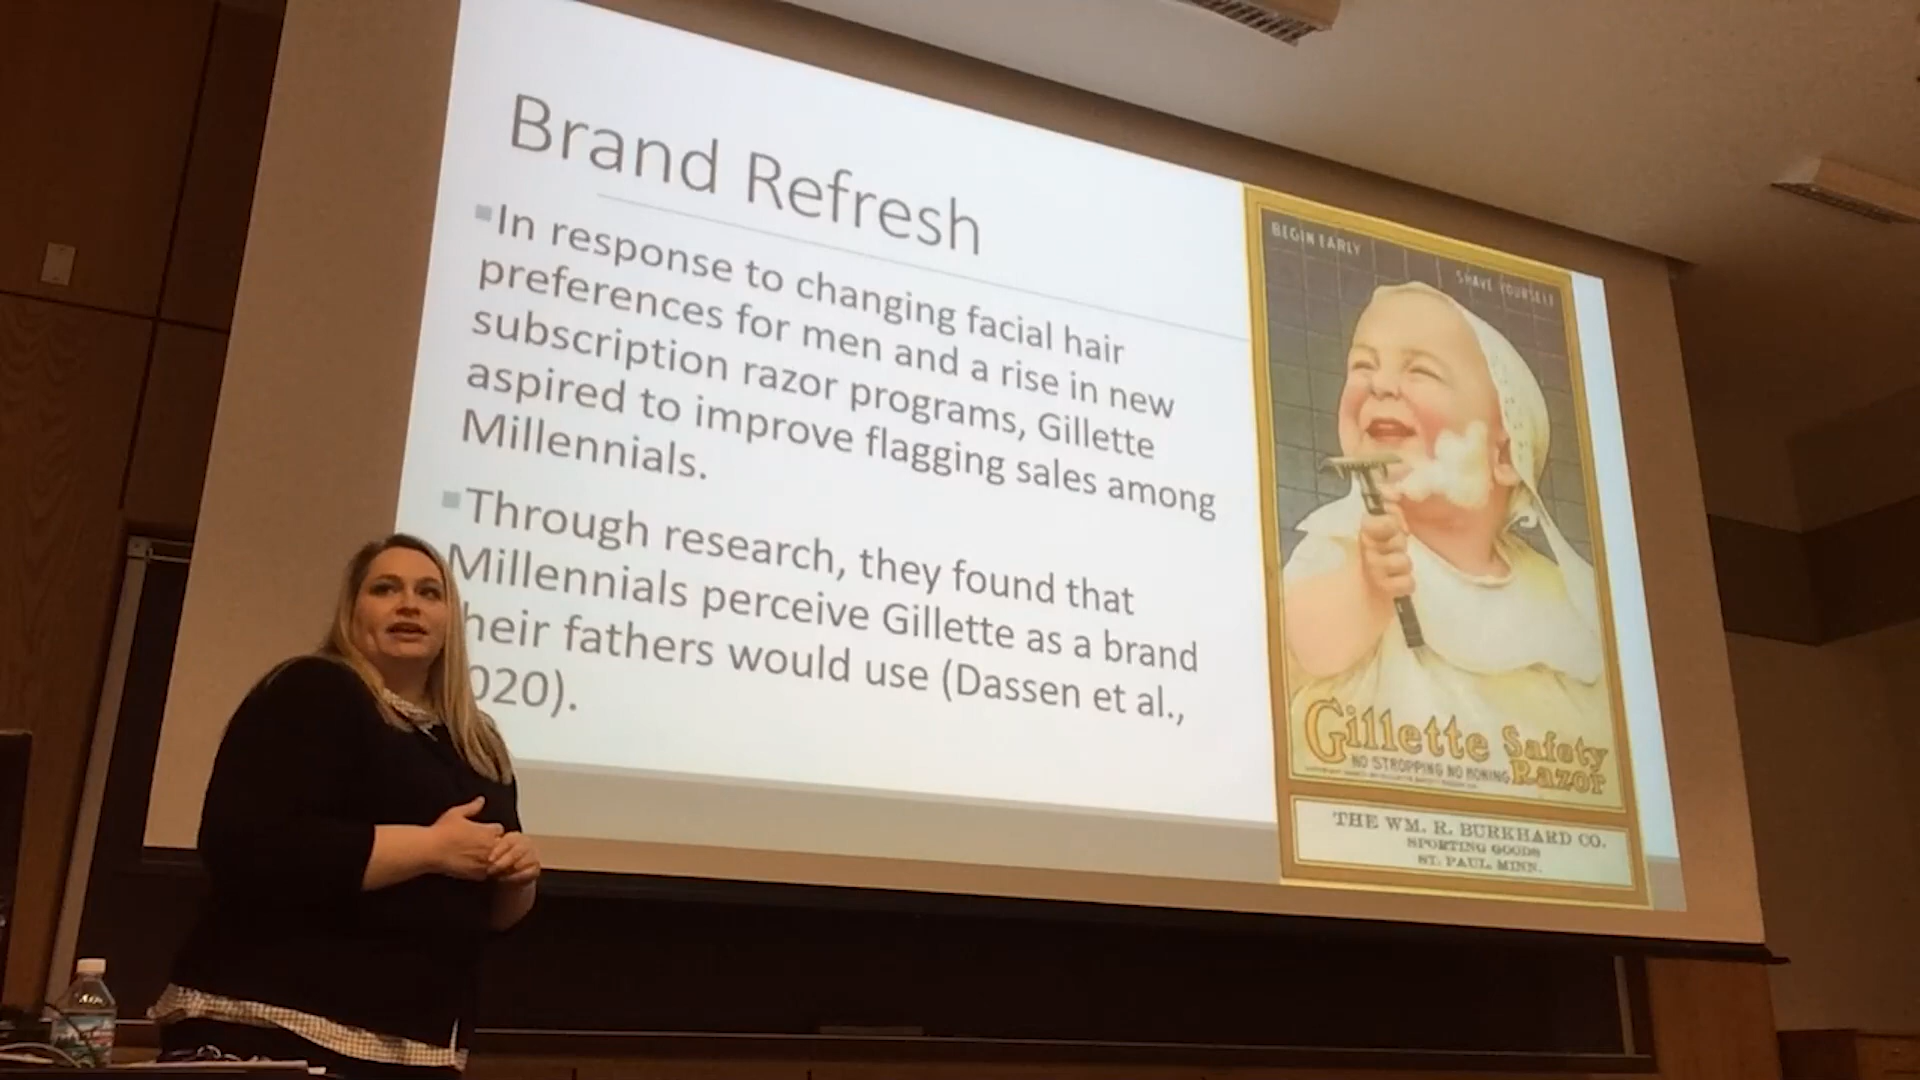 Brand Refresh
In response to changing facial hair
preferences for men and a rise in new
subscription razor programs, Gillette
aspired to improve flagging sales among
Millennials.
Through research, they found that
Millennials perceive Gillette as a brand
heir fathers would use (Dassen et al.,
020).
BEGIN EARLY
SHAVE YOURSELF
Gillette Safety
NO STROPPING NO HONING Razor
THE WM. R. BURKHARD CO.
SPORTING GOODS
ST. PAUL, MINN.